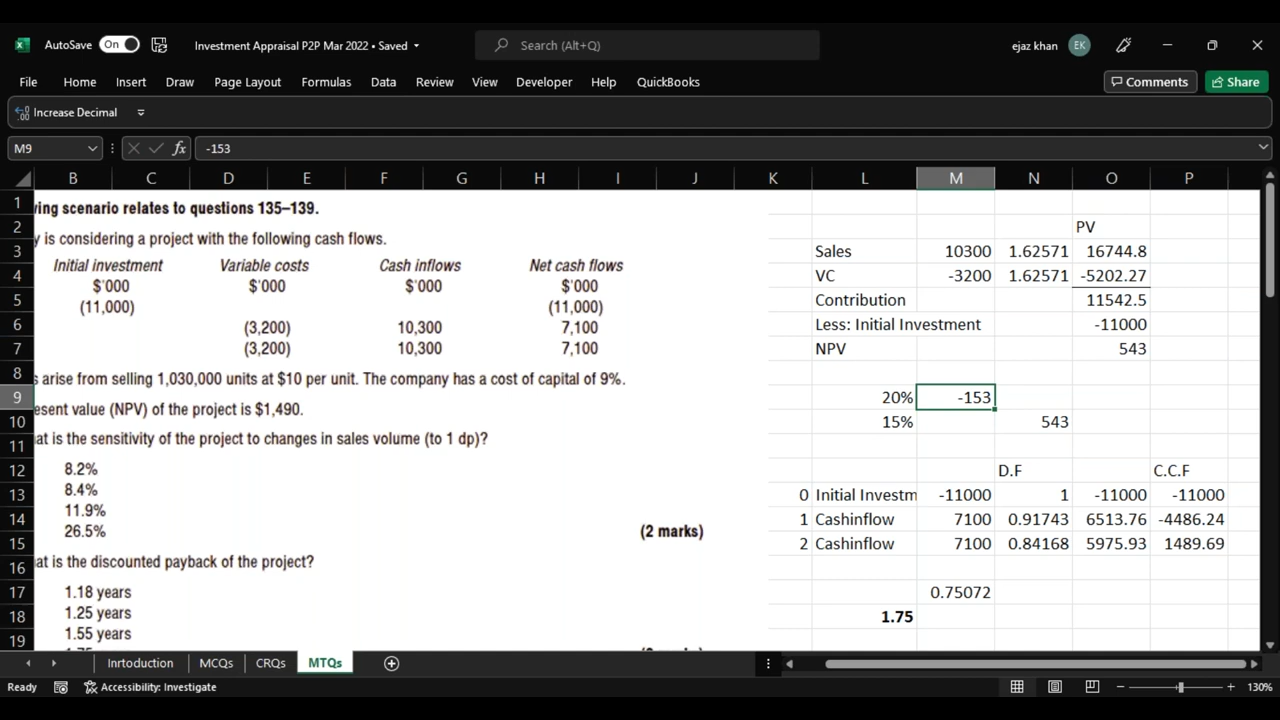 AutoSave On Investment Appraisal P2P Mar 2022 • Saved Search (Alt+Q) ejaz khan EK
File Home Insert Draw Page Layout Formulas Data Review View Developer Help QuickBooks Comments Share
Increase Decimal
M9 fx -153
B C D E F G H I J K L M N O P
1 ving scenario relates to questions 135–139.
2 y is considering a project with the following cash flows. PV
3 Initial investment Variable costs Cash inflows Net cash flows Sales 10300 1.62571 16744.8
4 $'000 $'000 $'000 $'000 VC -3200 1.62571 -5202.27
5 (11,000) (11,000) Contribution 11542.5
6 (3,200) 10,300 7,100 Less: Initial Investment -11000
7 (3,200) 10,300 7,100 NPV 543
8 s arise from selling 1,030,000 units at $10 per unit. The company has a cost of capital of 9%.
9 esent value (NPV) of the project is $1,490. 20% -153
10 15% 543
11 at is the sensitivity of the project to changes in sales volume (to 1 dp)?
12 8.2% D.F C.C.F
13 8.4% 0 Initial Investm -11000 1 -11000 -11000
14 11.9% 1 Cashinflow 7100 0.91743 6513.76 -4486.24
15 26.5% (2 marks) 2 Cashinflow 7100 0.84168 5975.93 1489.69
16 at is the discounted payback of the project?
17 1.18 years 0.75072
18 1.25 years 1.75
19 1.55 years
Inrtoduction MCQs CRQs MTQs
Ready Accessibility: Investigate 130%